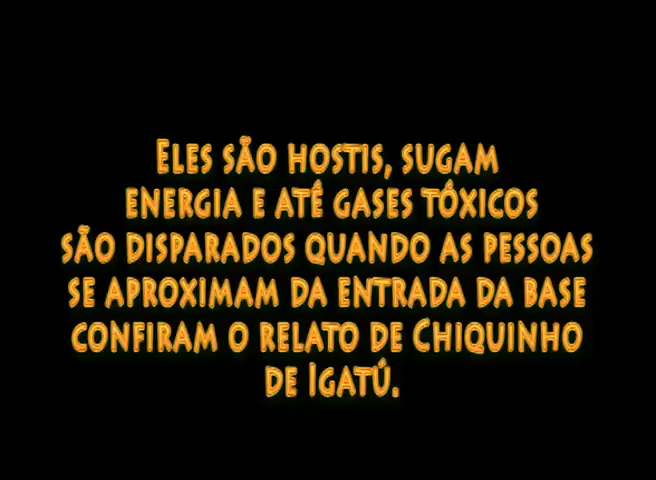 Eles são hostis, sugam
energia e até gases tóxicos
são disparados quando as pessoas
se aproximam da entrada da base
confiram o relato de Chiquinho
de Igatú.